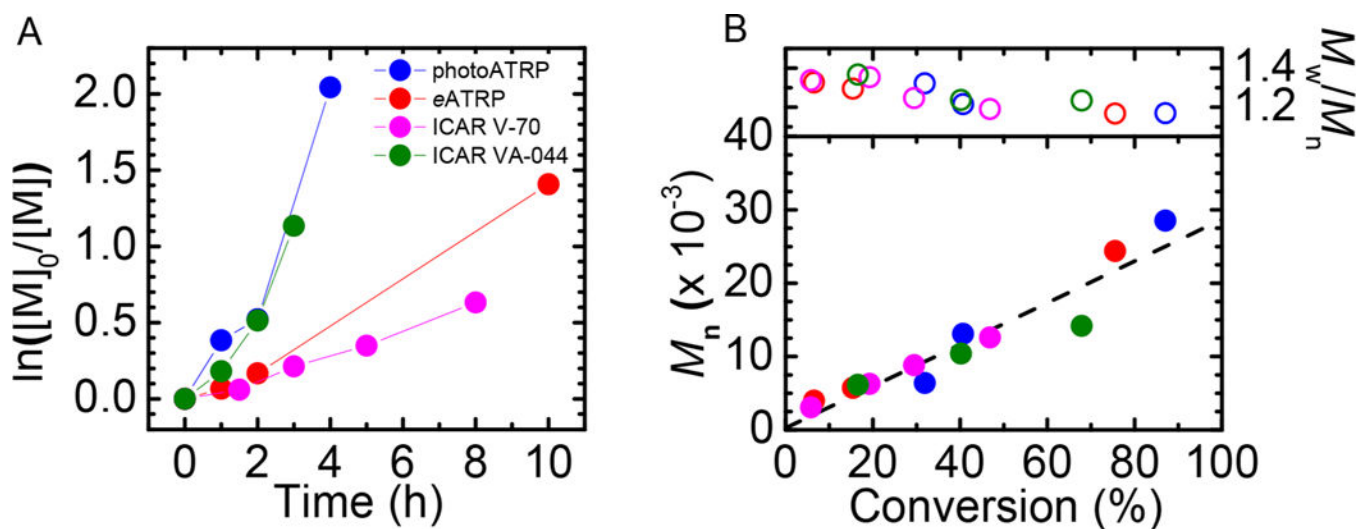 A
ln([M]₀/[M])
2.0
1.5
1.0
0.5
0.0
photoATRP
eATRP
ICAR V-70
ICAR VA-044
0 2 4 6 8 10
Time (h)
B
1.4
1.2
Mw/Mn
40
30
20
10
0
Mn (x 10⁻³)
0 20 40 60 80 100
Conversion (%)